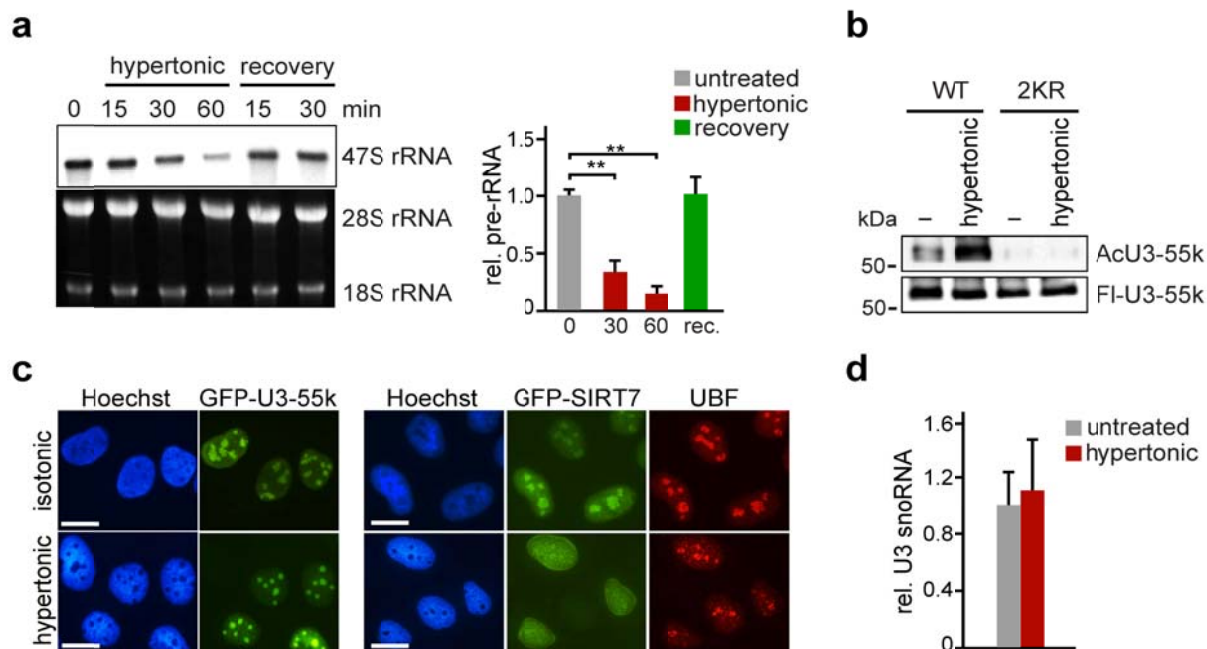 a
hypertonic recovery
0 15 30 60 15 30 min
47S rRNA
28S rRNA
18S rRNA
untreated
hypertonic
recovery
rel. pre-rRNA
1.5
1.0
0.5
0
** 
**
0 30 60 rec.
b
WT 2KR
– hypertonic – hypertonic
kDa
50- AcU3-55k
50- Fl-U3-55k
c
Hoechst GFP-U3-55k Hoechst GFP-SIRT7 UBF
isotonic
hypertonic
d
untreated
hypertonic
rel. U3 snoRNA
1.6
1.2
0.8
0.4
0